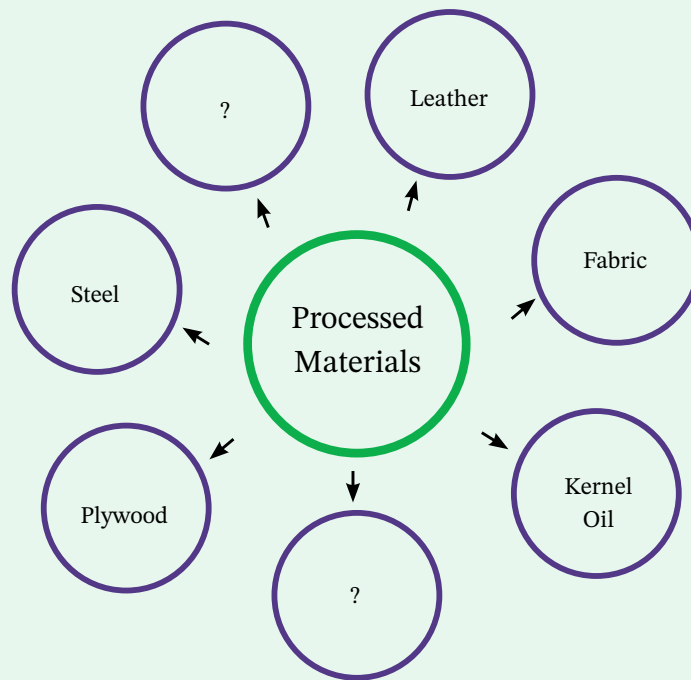 ?
Leather
Fabric
Steel
Processed
Materials
Kernel
Oil
Plywood
?